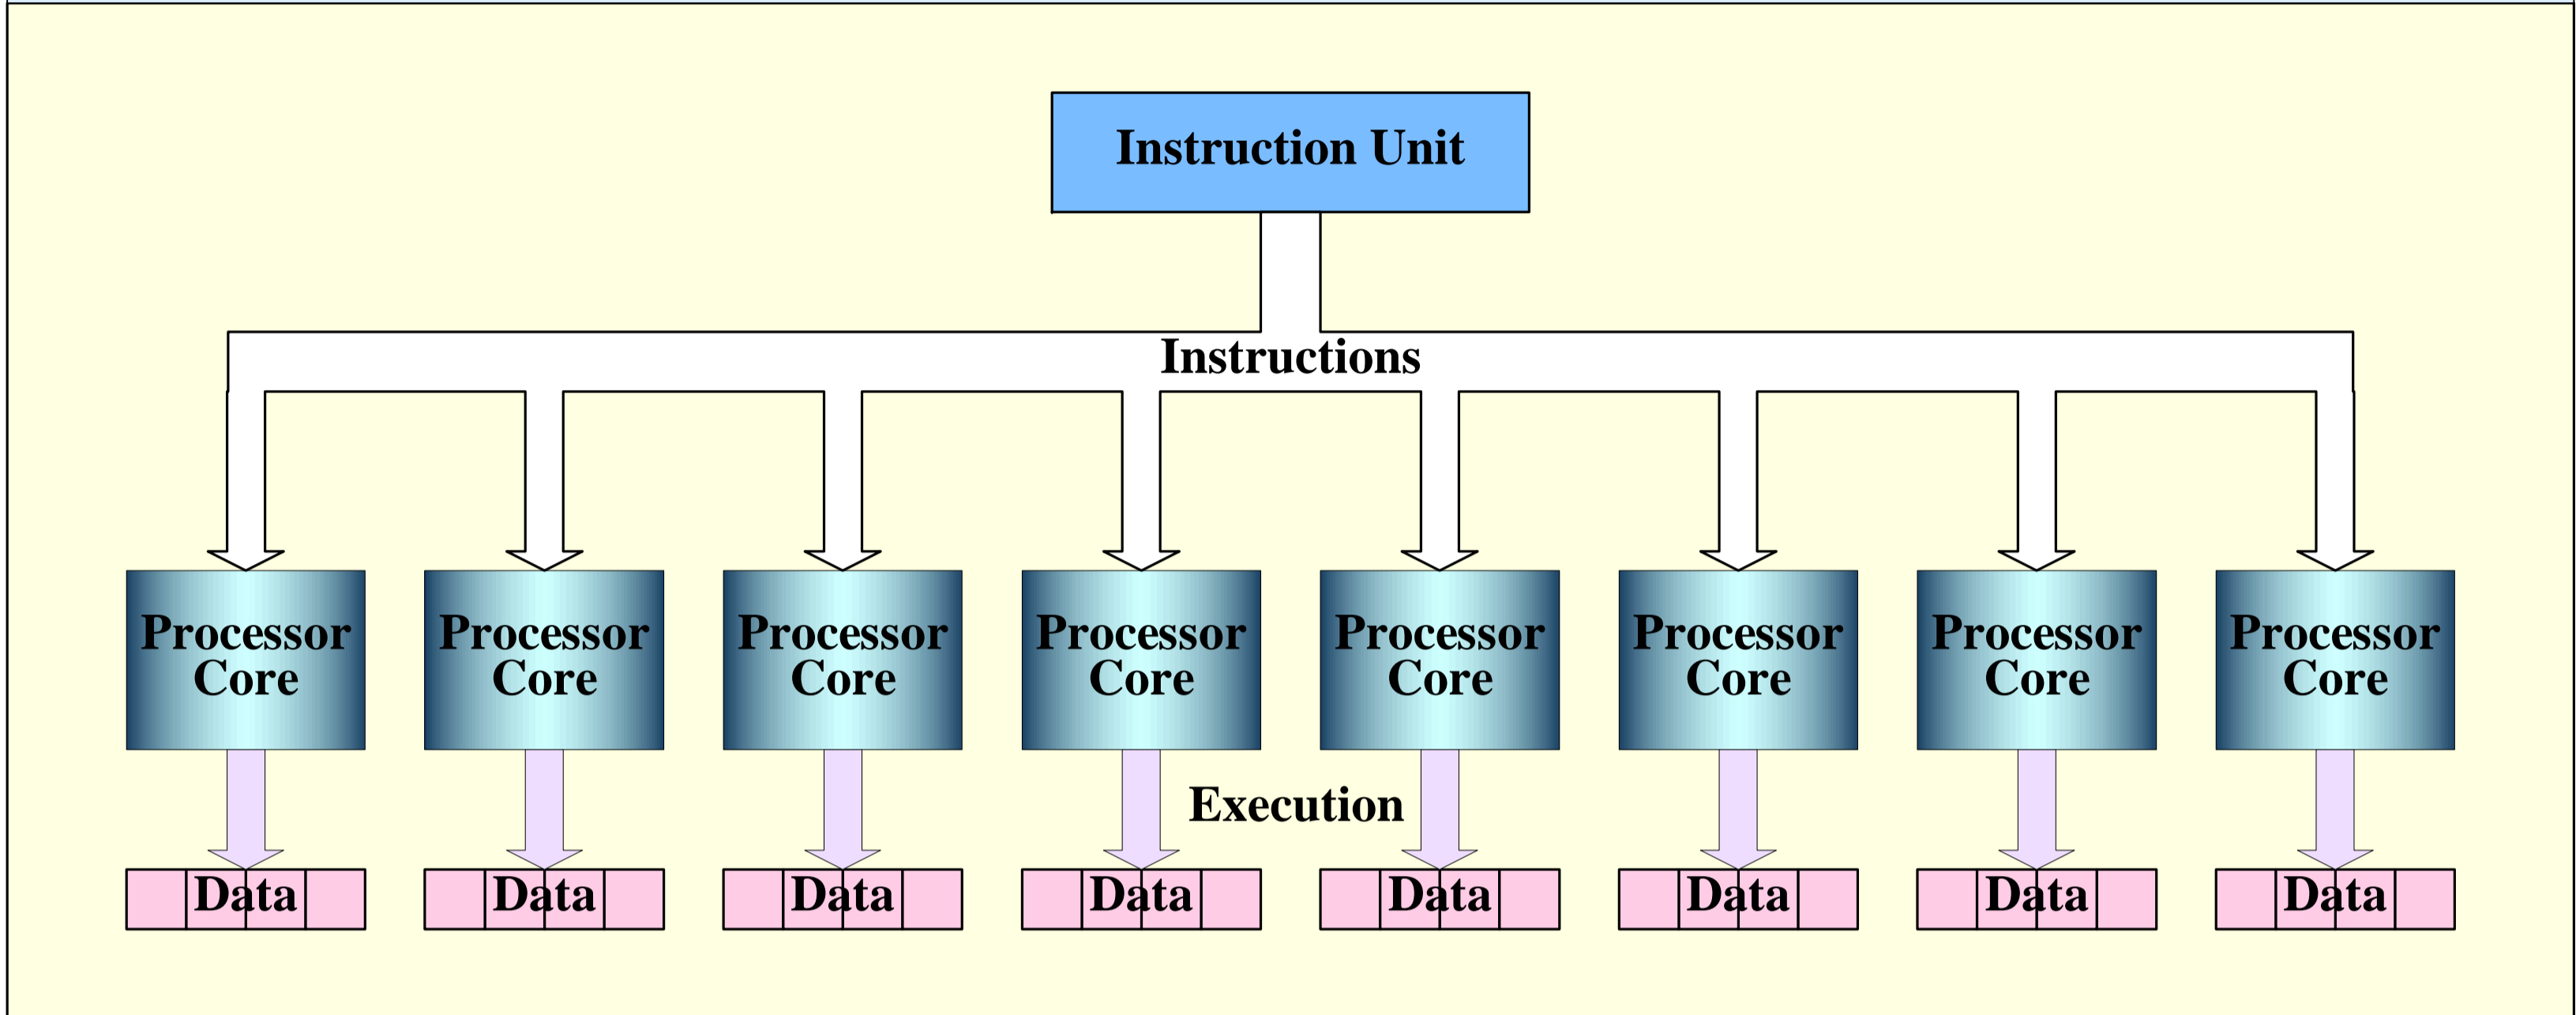 Instruction Unit
Instructions
Processor
Core
Processor
Core
Processor
Core
Processor
Core
Processor
Core
Processor
Core
Processor
Core
Processor
Core
Execution
Data
Data
Data
Data
Data
Data
Data
Data